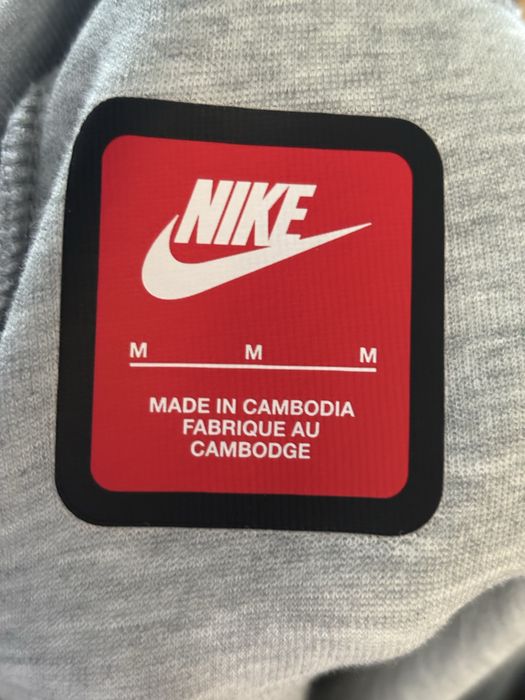 NIKE
M M M
MADE IN CAMBODIA
FABRIQUE AU
CAMBODGE